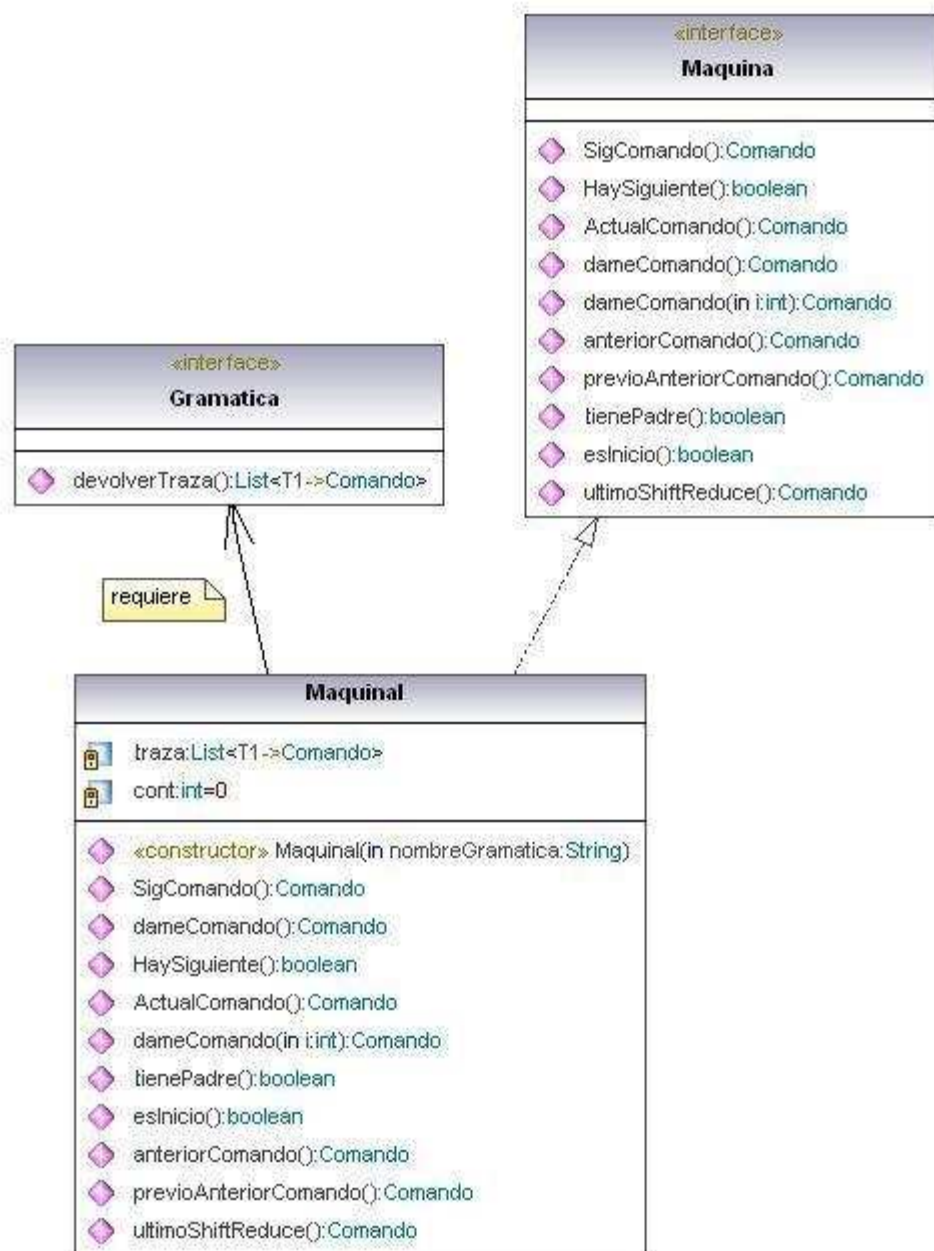 «interface»
Maquina
SigComando():Comando
HaySiguiente():boolean
ActualComando():Comando
dameComando():Comando
dameComando(in i:int):Comando
anteriorComando():Comando
previoAnteriorComando():Comando
tienePadre():boolean
esInicio():boolean
ultimoShiftReduce():Comando
«interface»
Gramatica
devolverTraza():List<T1->Comando>
requiere
MaquinaI
traza:List<T1->Comando>
cont:int=0
«constructor» MaquinaI(in nombreGramatica:String)
SigComando():Comando
dameComando():Comando
HaySiguiente():boolean
ActualComando():Comando
dameComando(in i:int):Comando
tienePadre():boolean
esInicio():boolean
anteriorComando():Comando
previoAnteriorComando():Comando
ultimoShiftReduce():Comando